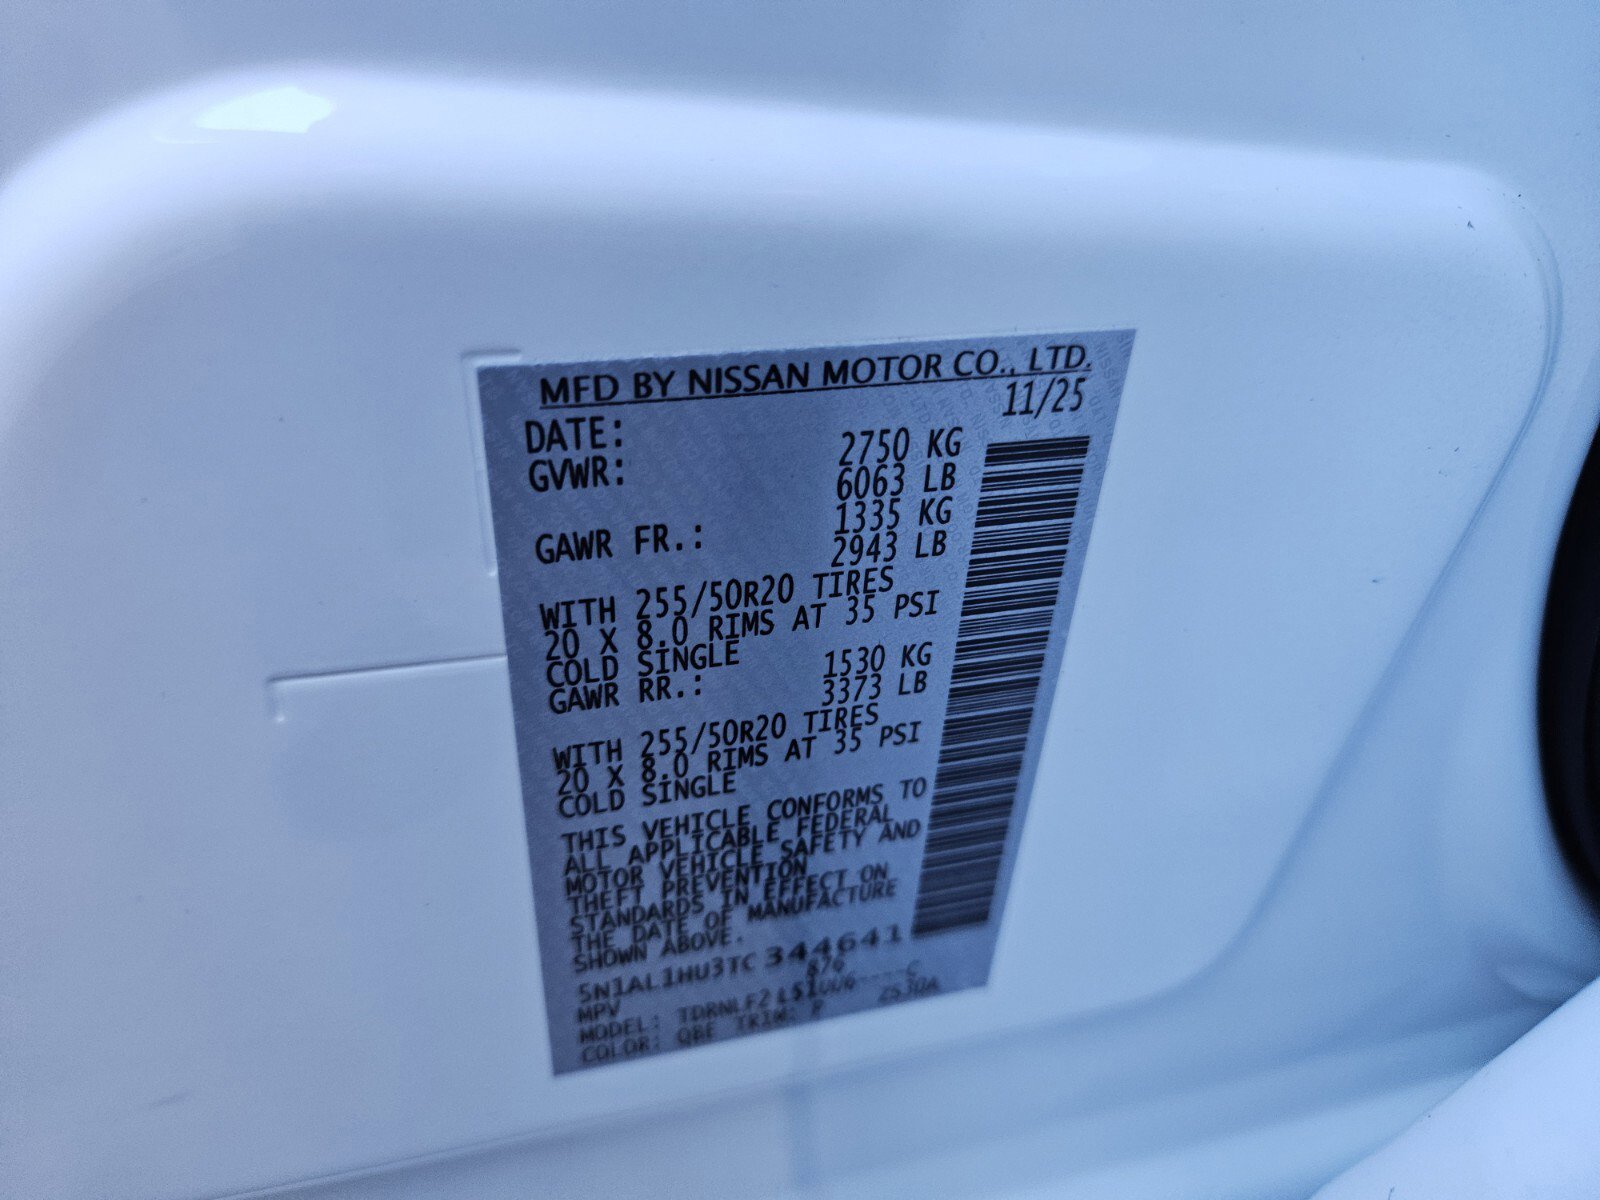 MFD BY NISSAN MOTOR CO., LTD.
DATE: 11/25
GVWR: 2750 KG
6063 LB
GAWR FR.: 1335 KG
2943 LB
WITH 255/50R20 TIRES
20 X 8.0 RIMS AT 35 PSI
COLD SINGLE
GAWR RR.: 1530 KG
3373 LB
WITH 255/50R20 TIRES
20 X 8.0 RIMS AT 35 PSI
COLD SINGLE
THIS VEHICLE CONFORMS TO
ALL APPLICABLE FEDERAL
MOTOR VEHICLE SAFETY AND
THEFT PREVENTION
STANDARDS IN EFFECT ON
THE DATE OF MANUFACTURE
SHOWN ABOVE.
5N1AL1HU3TC344641
MPV
MODEL:
COLOR: QBE TRIM: